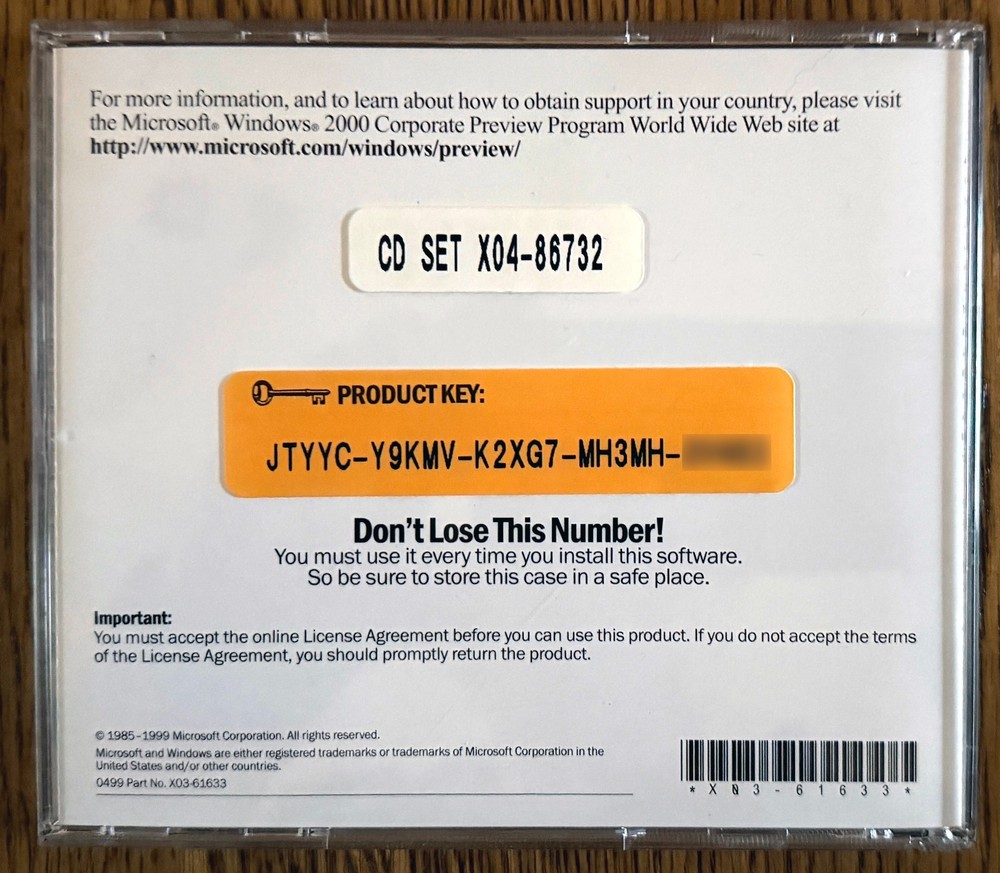 For more information, and to learn about how to obtain support in your country, please visit
the Microsoft® Windows® 2000 Corporate Preview Program World Wide Web site at
http://www.microsoft.com/windows/preview/
CD SET X04-86732
PRODUCT KEY:
JTYYC-Y9KMV-K2XG7-MH3MH-
Don't Lose This Number!
You must use it every time you install this software.
So be sure to store this case in a safe place.
Important:
You must accept the online License Agreement before you can use this product. If you do not accept the terms
of the License Agreement, you should promptly return the product.
© 1985-1999 Microsoft Corporation. All rights reserved.
Microsoft and Windows are either registered trademarks or trademarks of Microsoft Corporation in the
United States and/or other countries.
0499 Part No. X03-61633
*X03-61633*